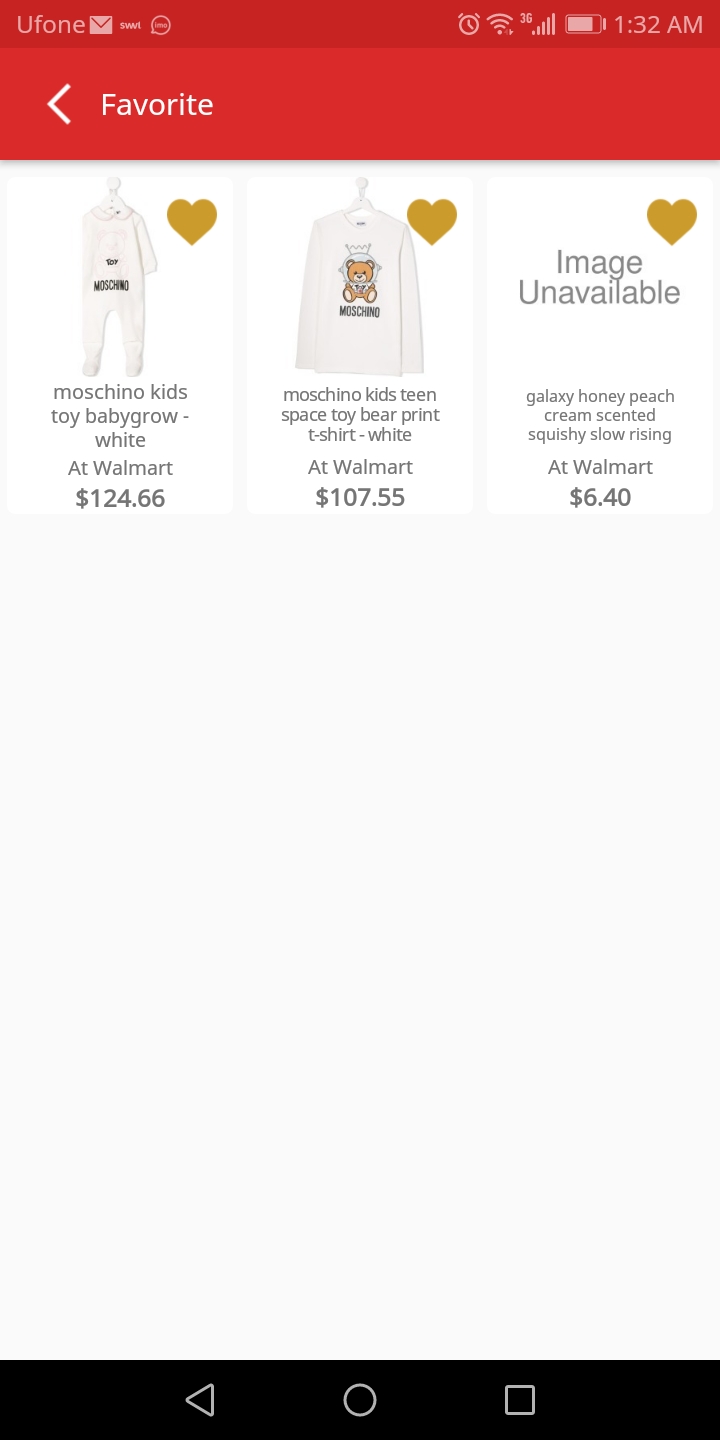 Ufone swvl imo 3G 1:32 AM
Favorite
TOY
MOSCHINO
moschino kids
toy babygrow -
white
At Walmart
$124.66
TOY
MOSCHINO
moschino kids teen
space toy bear print
t-shirt - white
At Walmart
$107.55
Image
Unavailable
galaxy honey peach
cream scented
squishy slow rising
At Walmart
$6.40